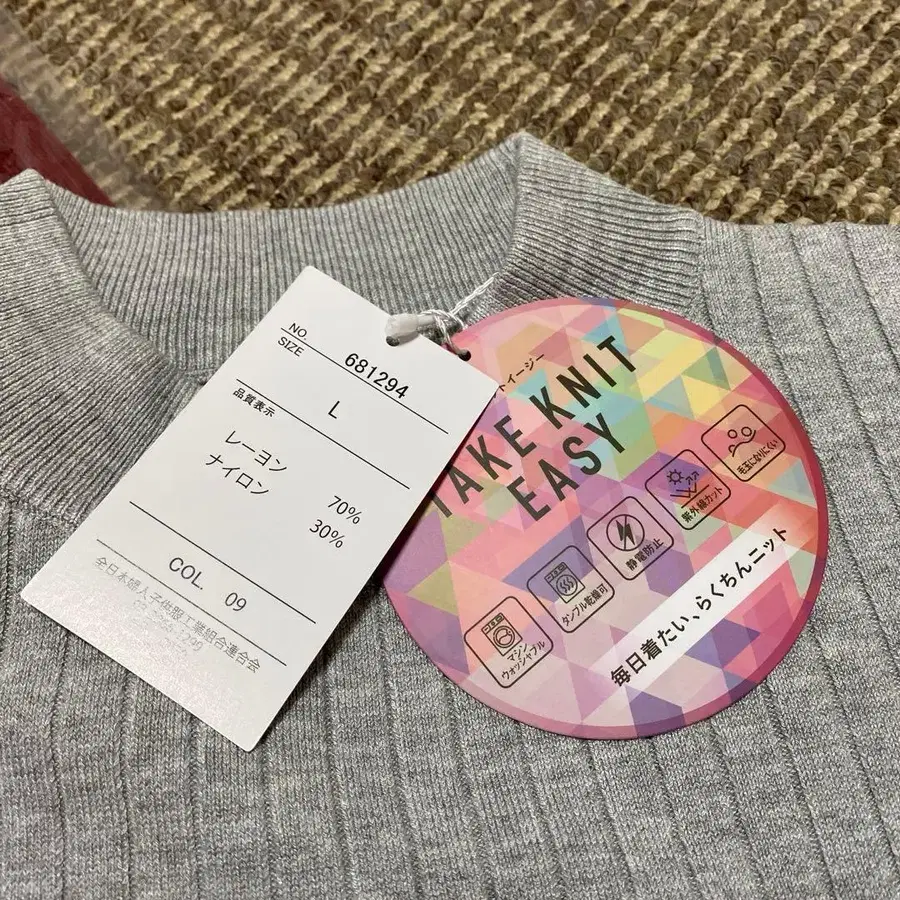 NO. 681294
SIZE L
品質表示
レーヨン 70%
ナイロン 30%
COL. 09
全日本婦人子供服工業組合連合会
トイージー
TAKE KNIT
EASY
マシン
ウォッシャブル
タンブル乾燥可
静電防止
紫外線カット
毛玉になりにくい
毎日着たい、らくちんニット